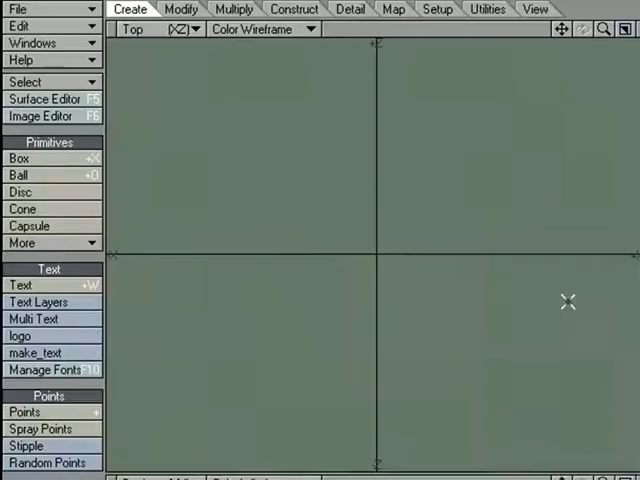 File
Edit
Windows
Help
Select
Surface Editor F5
Image Editor F6
Primitives
Box +X
Ball +O
Disc
Cone
Capsule
More
Text
Text +W
Text Layers
Multi Text
logo
make_text
Manage Fonts F10
Points
Points +
Spray Points
Stipple
Random Points
Create Modify Multiply Construct Detail Map Setup Utilities View
Top (XZ) Color Wireframe
+Z
-X
-Z